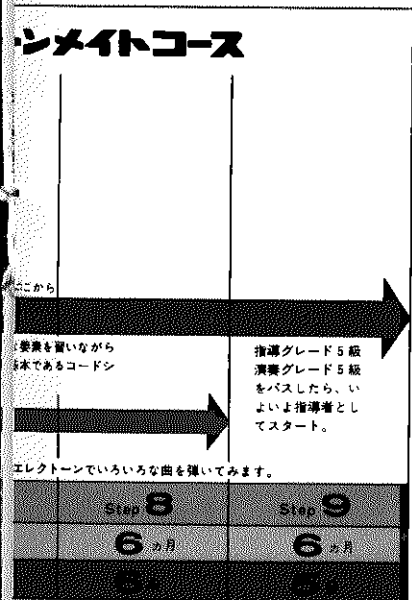 ンメイトコース
ここから
要素を習いながら
基本であるコードシ
指導グレード5級
演奏グレード5級
をパスしたら、い
よいよ指導者とし
てスタート。
エレクトーンでいろいろな曲を弾いてみます。
Step 8
Step 9
6ヵ月
6ヵ月